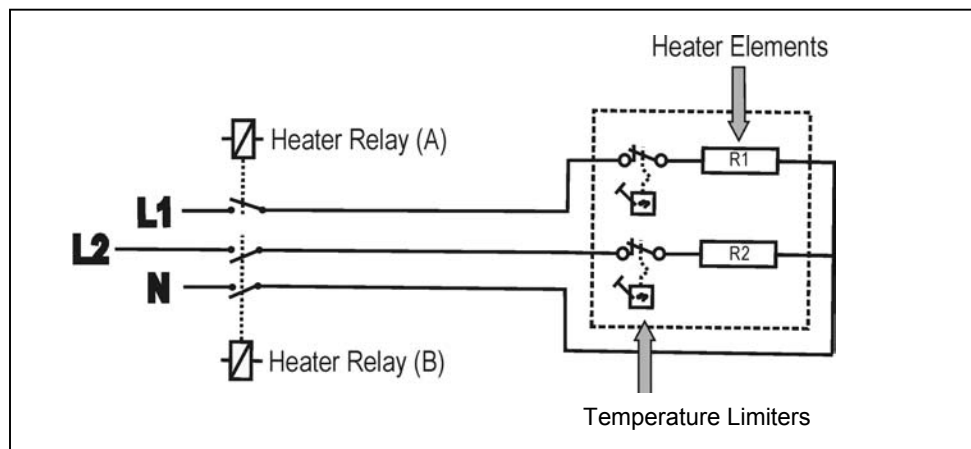 Heater Elements
Heater Relay (A)
R1
L1
L2
R2
N
Heater Relay (B)
Temperature Limiters